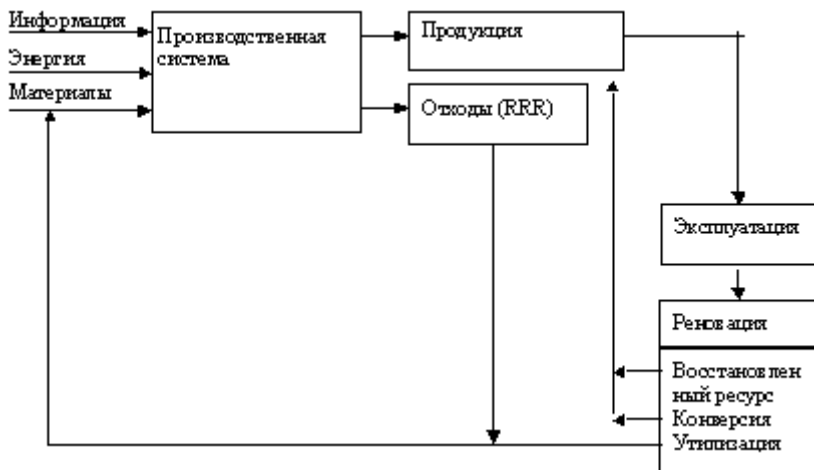 Информация
Энергия
Материалы
Производственная
система
Продукция
Отходы (RRR)
Эксплуатация
Реновация
Восстановлен
ный ресурс
Конверсия
Утилизация